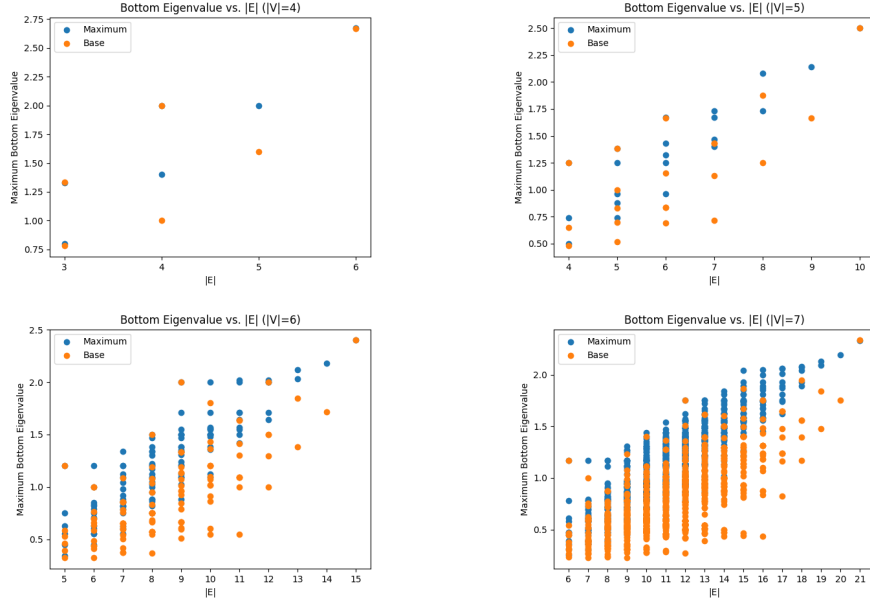 Bottom Eigenvalue vs. |E| (|V|=4)
Maximum
Base
Maximum Bottom Eigenvalue
2.75
2.50
2.25
2.00
1.75
1.50
1.25
1.00
0.75
3 4 5 6
|E|
Bottom Eigenvalue vs. |E| (|V|=5)
Maximum
Base
Maximum Bottom Eigenvalue
2.50
2.25
2.00
1.75
1.50
1.25
1.00
0.75
0.50
4 5 6 7 8 9 10
|E|
Bottom Eigenvalue vs. |E| (|V|=6)
Maximum
Base
Maximum Bottom Eigenvalue
2.5
2.0
1.5
1.0
0.5
5 6 7 8 9 10 11 12 13 14 15
|E|
Bottom Eigenvalue vs. |E| (|V|=7)
Maximum
Base
Maximum Bottom Eigenvalue
2.0
1.5
1.0
0.5
6 7 8 9 10 11 12 13 14 15 16 17 18 19 20 21
|E|